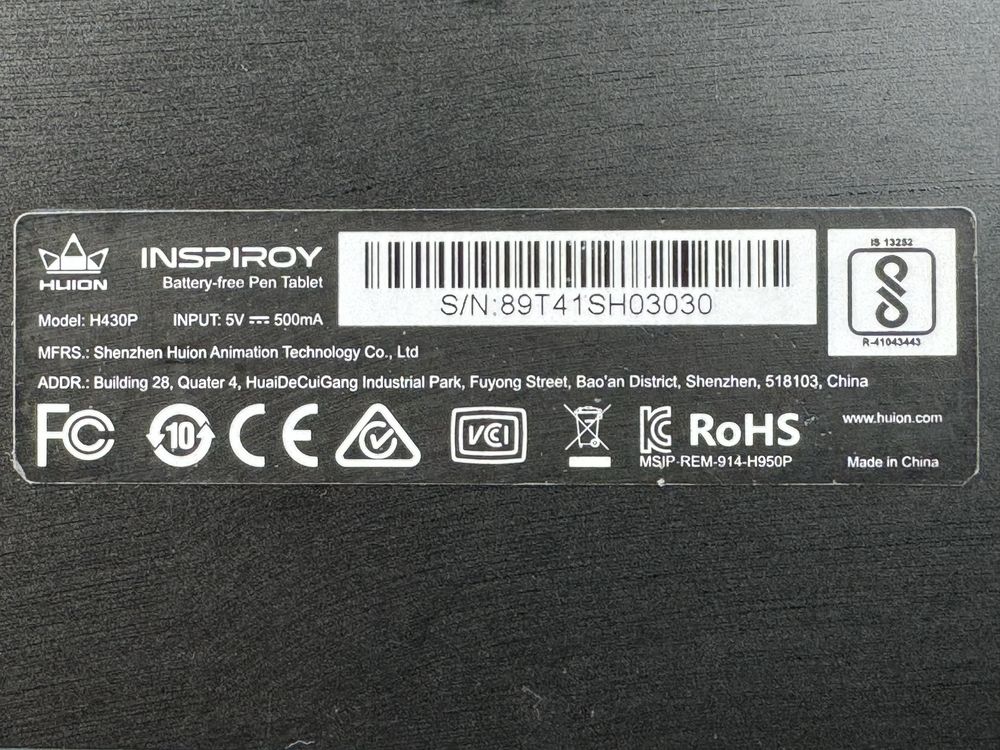 HUION
INSPIROY
Battery-free Pen Tablet
S/N:89T41SH03030
IS 13252
R-41043443
Model: H430P INPUT: 5V ⎓ 500mA
MFRS.: Shenzhen Huion Animation Technology Co., Ltd
ADDR.: Building 28, Quater 4, HuaiDeCuiGang Industrial Park, Fuyong Street, Bao'an District, Shenzhen, 518103, China
FC 10 CE VCI RoHS
MSIP-REM-914-H950P
www.huion.com
Made in China